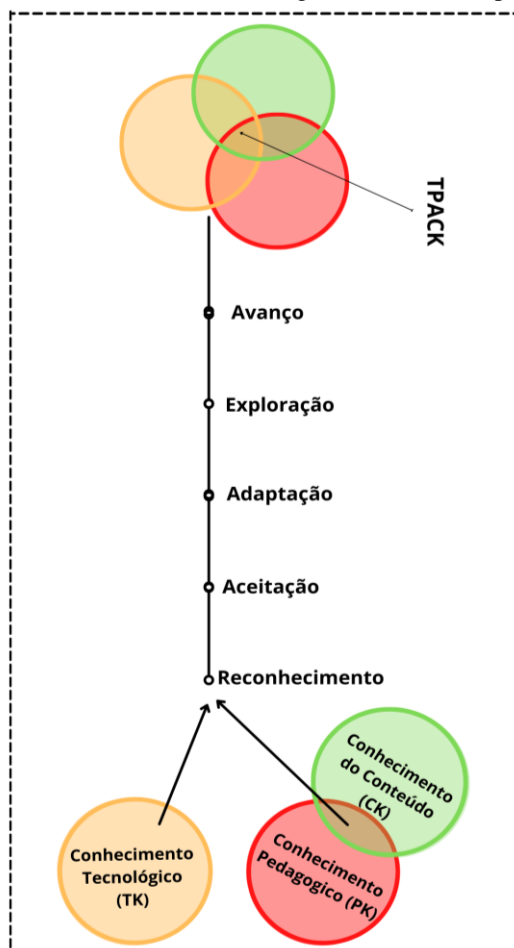 TPACK
Avanço
Exploração
Adaptação
Aceitação
Reconhecimento
Conhecimento
do Conteúdo
(CK)
Conhecimento
Tecnológico
(TK)
Conhecimento
Pedagogico (PK)